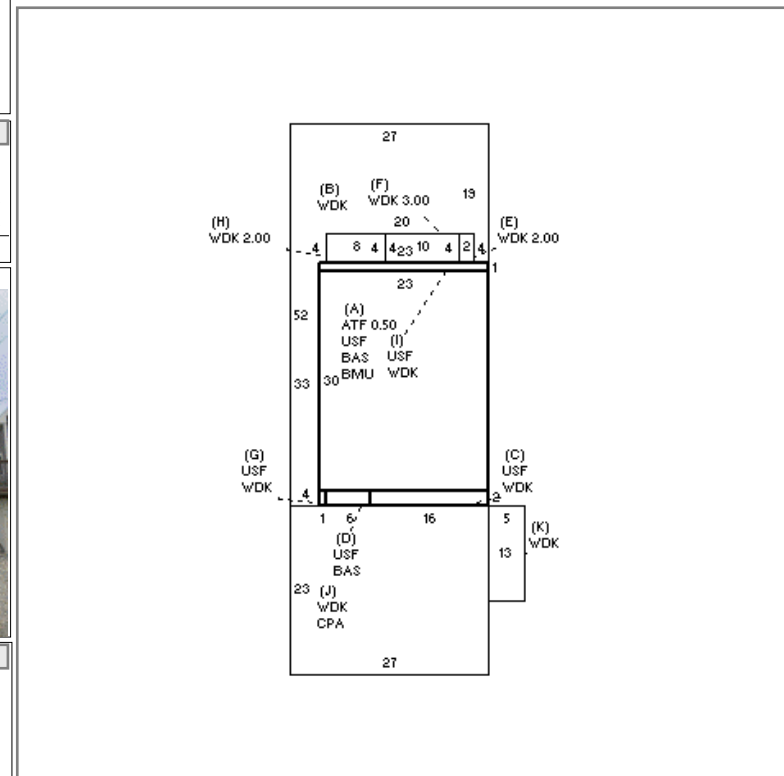 27
(B)
WDK
(F)
WDK 3.00
19
20
(H)
WDK 2.00
(E)
WDK 2.00
4 8 4 4 23 10 4 2 4
1
23
52
(A)
ATF 0.50
USF
BAS
BMU
(I)
USF
WDK
33
30
(G)
USF
WDK
(C)
USF
WDK
4
2
1 6 16 5
(D)
USF
BAS
(K)
WDK
13
23
(J)
WDK
CPA
27